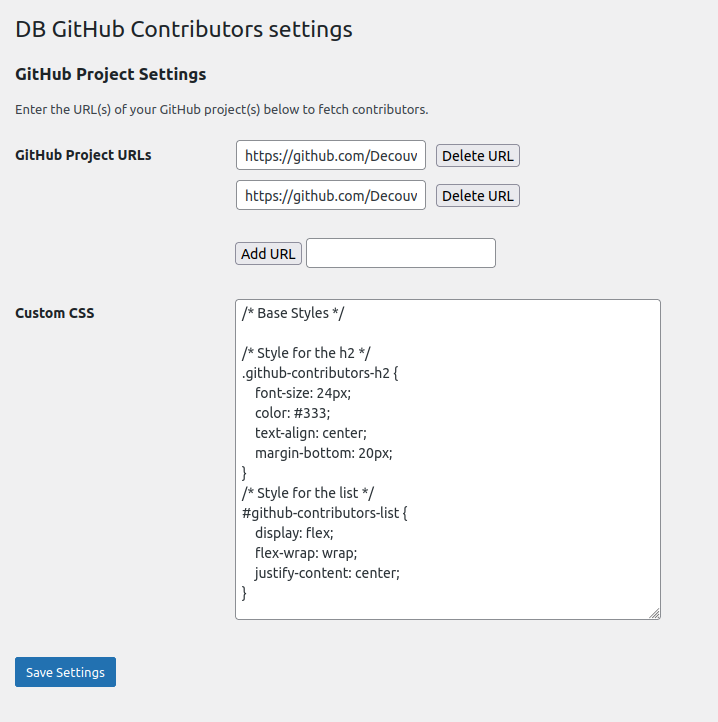 DB GitHub Contributors settings
GitHub Project Settings
Enter the URL(s) of your GitHub project(s) below to fetch contributors.
GitHub Project URLs
https://github.com/Decouv
Delete URL
https://github.com/Decouv
Delete URL
Add URL
Custom CSS
/* Base Styles */
/* Style for the h2 */
.github-contributors-h2 {
font-size: 24px;
color: #333;
text-align: center;
margin-bottom: 20px;
}
/* Style for the list */
#github-contributors-list {
display: flex;
flex-wrap: wrap;
justify-content: center;
}
Save Settings